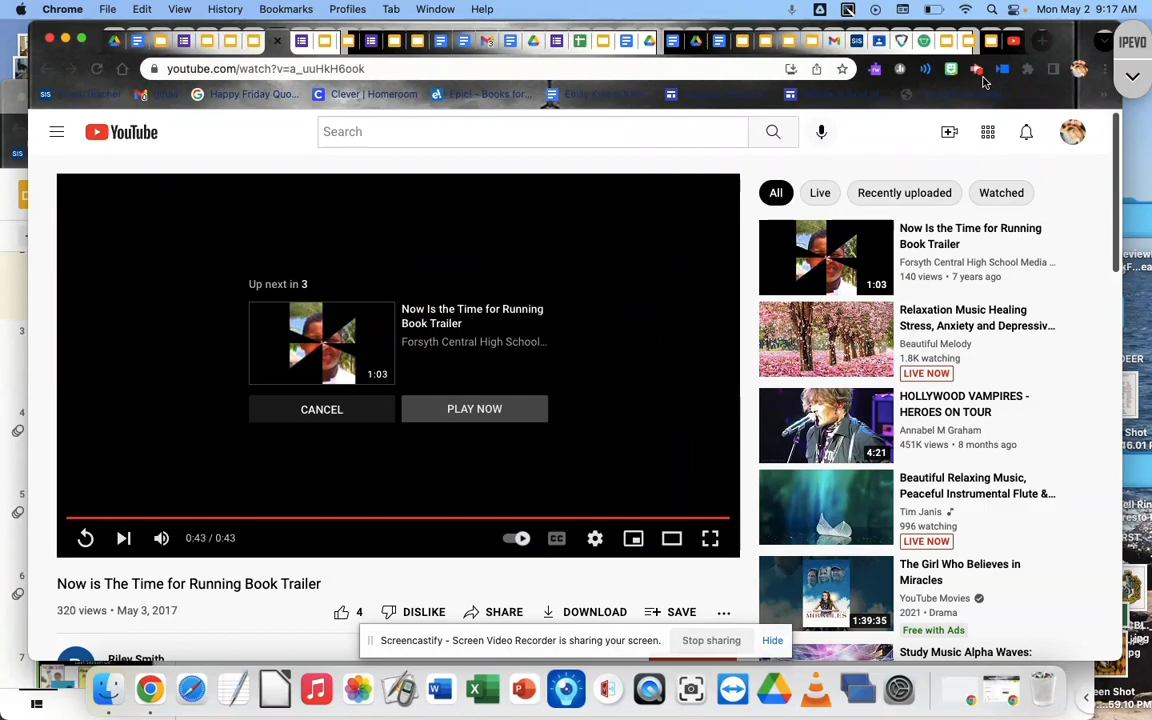 Chrome File Edit View History Bookmarks Profiles Tab Window Help Mon May 2 9:17 AM
IPEVO
youtube.com/watch?v=a_uuHkH6ook
SIS Gmail Happy Friday Quo... Clever | Homeroom Epic! - Books for...
YouTube
Search
All Live Recently uploaded Watched
Up next in 3
Now Is the Time for Running
Book Trailer
Forsyth Central High School...
1:03
CANCEL PLAY NOW
0:43 / 0:43
CC
Now is The Time for Running Book Trailer
320 views • May 3, 2017
4 DISLIKE SHARE DOWNLOAD SAVE ...
Riley Smith
Now Is the Time for Running
Book Trailer
Forsyth Central High School Media ...
140 views • 7 years ago
1:03
Relaxation Music Healing
Stress, Anxiety and Depressiv...
Beautiful Melody
1.8K watching
LIVE NOW
HOLLYWOOD VAMPIRES -
HEROES ON TOUR
Annabel M Graham
451K views • 8 months ago
4:21
Beautiful Relaxing Music,
Peaceful Instrumental Flute &...
Tim Janis
996 watching
LIVE NOW
The Girl Who Believes in
Miracles
YouTube Movies
2021 • Drama
1:39:35
Free with Ads
Study Music Alpha Waves:
Screencastify - Screen Video Recorder is sharing your screen. Stop sharing Hide
3
4
5
6
7